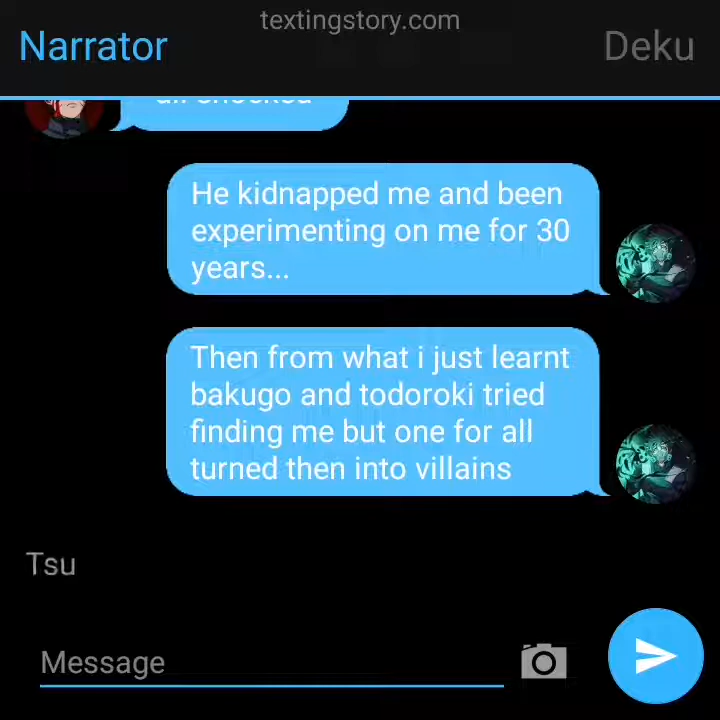 textingstory.com
Narrator
Deku
He kidnapped me and been
experimenting on me for 30
years...
Then from what i just learnt
bakugo and todoroki tried
finding me but one for all
turned then into villains
Tsu
Message